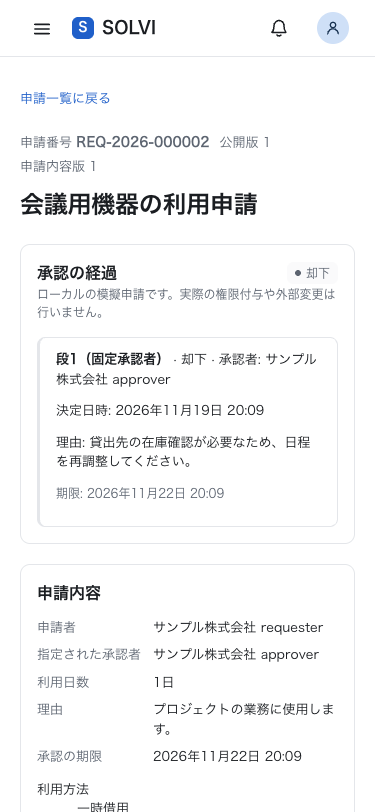 S SOLVI
申請一覧に戻る
申請番号 REQ-2026-000002 公開版 1
申請内容版 1
会議用機器の利用申請
承認の経過
却下
ローカルの模擬申請です。実際の権限付与や外部変更は
行いません。
段1（固定承認者） · 却下 · 承認者: サンプル
株式会社 approver
決定日時: 2026年11月19日 20:09
理由: 貸出先の在庫確認が必要なため、日程
を再調整してください。
期限: 2026年11月22日 20:09
申請内容
申請者 サンプル株式会社 requester
指定された承認者 サンプル株式会社 approver
利用日数 1日
理由 プロジェクトの業務に使用しま
す。
承認の期限 2026年11月22日 20:09
利用方法
一時借用